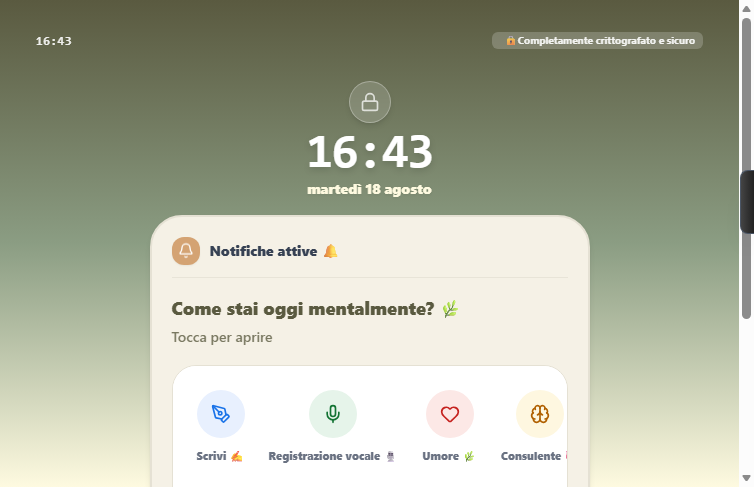 16:43
🔒 Completamente crittografato e sicuro
16:43
martedì 18 agosto
Notifiche attive 🔔
Come stai oggi mentalmente? 🌿
Tocca per aprire
Scrivi ✍️ Registrazione vocale 🎙️ Umore 🌿 Consulente